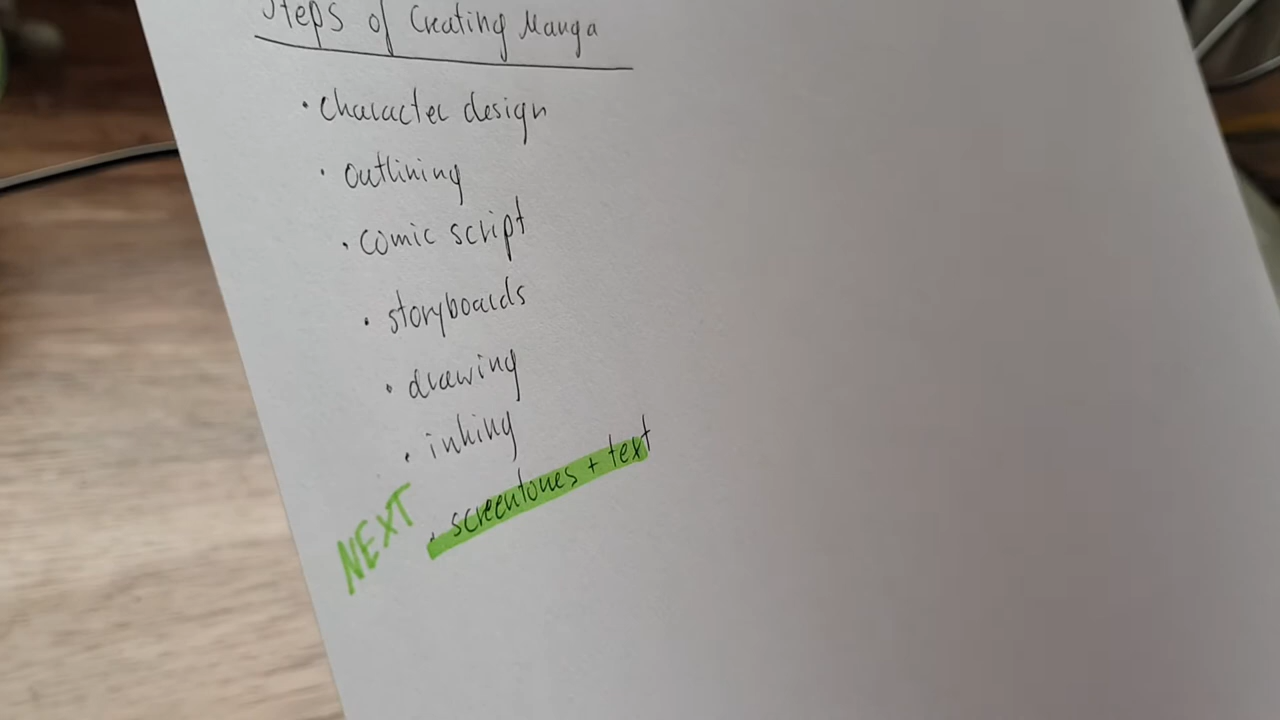 Steps of Creating Manga
• character design
• outlining
• comic script
• storyboards
• drawing
• inking
NEXT • screentones + text